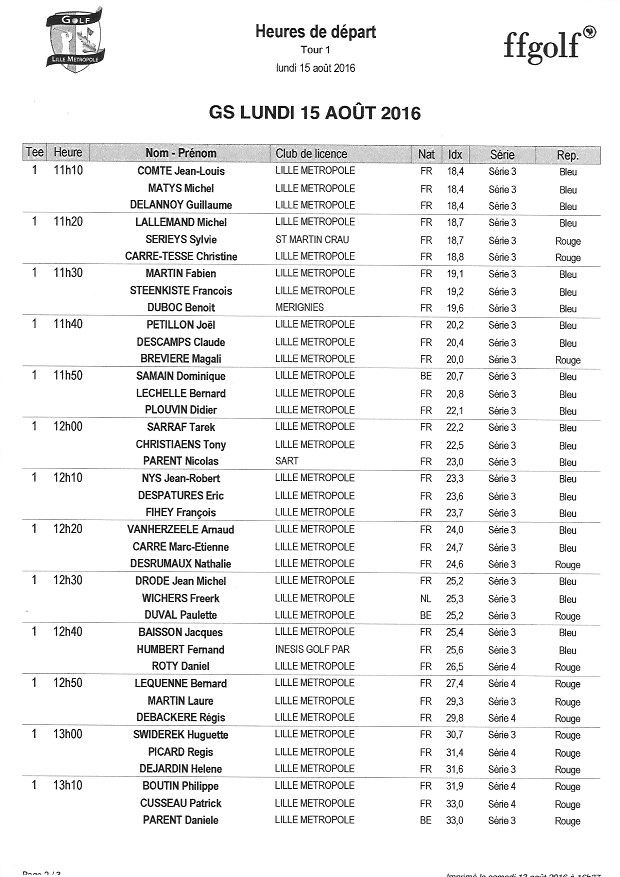 GOLF
LILLE METROPOLE
Heures de départ
Tour 1
lundi 15 août 2016
ffgolf
GS LUNDI 15 AOÛT 2016
Tee Heure Nom - Prénom Club de licence Nat Idx Série Rep.
1 11h10 COMTE Jean-Louis LILLE METROPOLE FR 18,4 Série 3 Bleu
MATYS Michel LILLE METROPOLE FR 18,4 Série 3 Bleu
DELANNOY Guillaume LILLE METROPOLE FR 18,4 Série 3 Bleu
1 11h20 LALLEMAND Michel LILLE METROPOLE FR 18,7 Série 3 Bleu
SERIEYS Sylvie ST MARTIN CRAU FR 18,7 Série 3 Rouge
CARRE-TESSE Christine LILLE METROPOLE FR 18,8 Série 3 Rouge
1 11h30 MARTIN Fabien LILLE METROPOLE FR 19,1 Série 3 Bleu
STEENKISTE Francois LILLE METROPOLE FR 19,2 Série 3 Bleu
DUBOC Benoit MERIGNIES FR 19,6 Série 3 Bleu
1 11h40 PETILLON Joël LILLE METROPOLE FR 20,2 Série 3 Bleu
DESCAMPS Claude LILLE METROPOLE FR 20,4 Série 3 Bleu
BREVIERE Magali LILLE METROPOLE FR 20,0 Série 3 Rouge
1 11h50 SAMAIN Dominique LILLE METROPOLE BE 20,7 Série 3 Bleu
LECHELLE Bernard LILLE METROPOLE FR 20,8 Série 3 Bleu
PLOUVIN Didier LILLE METROPOLE FR 22,1 Série 3 Bleu
1 12h00 SARRAF Tarek LILLE METROPOLE FR 22,2 Série 3 Bleu
CHRISTIAENS Tony LILLE METROPOLE FR 22,5 Série 3 Bleu
PARENT Nicolas SART FR 23,0 Série 3 Bleu
1 12h10 NYS Jean-Robert LILLE METROPOLE FR 23,3 Série 3 Bleu
DESPATURES Eric LILLE METROPOLE FR 23,6 Série 3 Bleu
FIHEY François LILLE METROPOLE FR 23,7 Série 3 Bleu
1 12h20 VANHERZEELE Arnaud LILLE METROPOLE FR 24,0 Série 3 Bleu
CARRE Marc-Etienne LILLE METROPOLE FR 24,7 Série 3 Bleu
DESRUMAUX Nathalie LILLE METROPOLE FR 24,6 Série 3 Rouge
1 12h30 DRODE Jean Michel LILLE METROPOLE FR 25,2 Série 3 Bleu
WICHERS Freerk LILLE METROPOLE NL 25,3 Série 3 Bleu
DUVAL Paulette LILLE METROPOLE BE 25,2 Série 3 Rouge
1 12h40 BAISSON Jacques LILLE METROPOLE FR 25,4 Série 3 Bleu
HUMBERT Fernand INESIS GOLF PAR FR 25,6 Série 3 Bleu
ROTY Daniel LILLE METROPOLE FR 26,5 Série 4 Rouge
1 12h50 LEQUENNE Bernard LILLE METROPOLE FR 27,4 Série 4 Rouge
MARTIN Laure LILLE METROPOLE FR 29,3 Série 3 Rouge
DEBACKERE Régis LILLE METROPOLE FR 29,8 Série 4 Rouge
1 13h00 SWIDEREK Huguette LILLE METROPOLE FR 30,7 Série 3 Rouge
PICARD Regis LILLE METROPOLE FR 31,4 Série 4 Rouge
DEJARDIN Helene LILLE METROPOLE FR 31,6 Série 3 Rouge
1 13h10 BOUTIN Philippe LILLE METROPOLE FR 31,9 Série 4 Rouge
CUSSEAU Patrick LILLE METROPOLE FR 33,0 Série 4 Rouge
PARENT Daniele LILLE METROPOLE BE 33,0 Série 3 Rouge
Page 2 / 3 Imprimé le samedi 13 août 2016 à 16h27